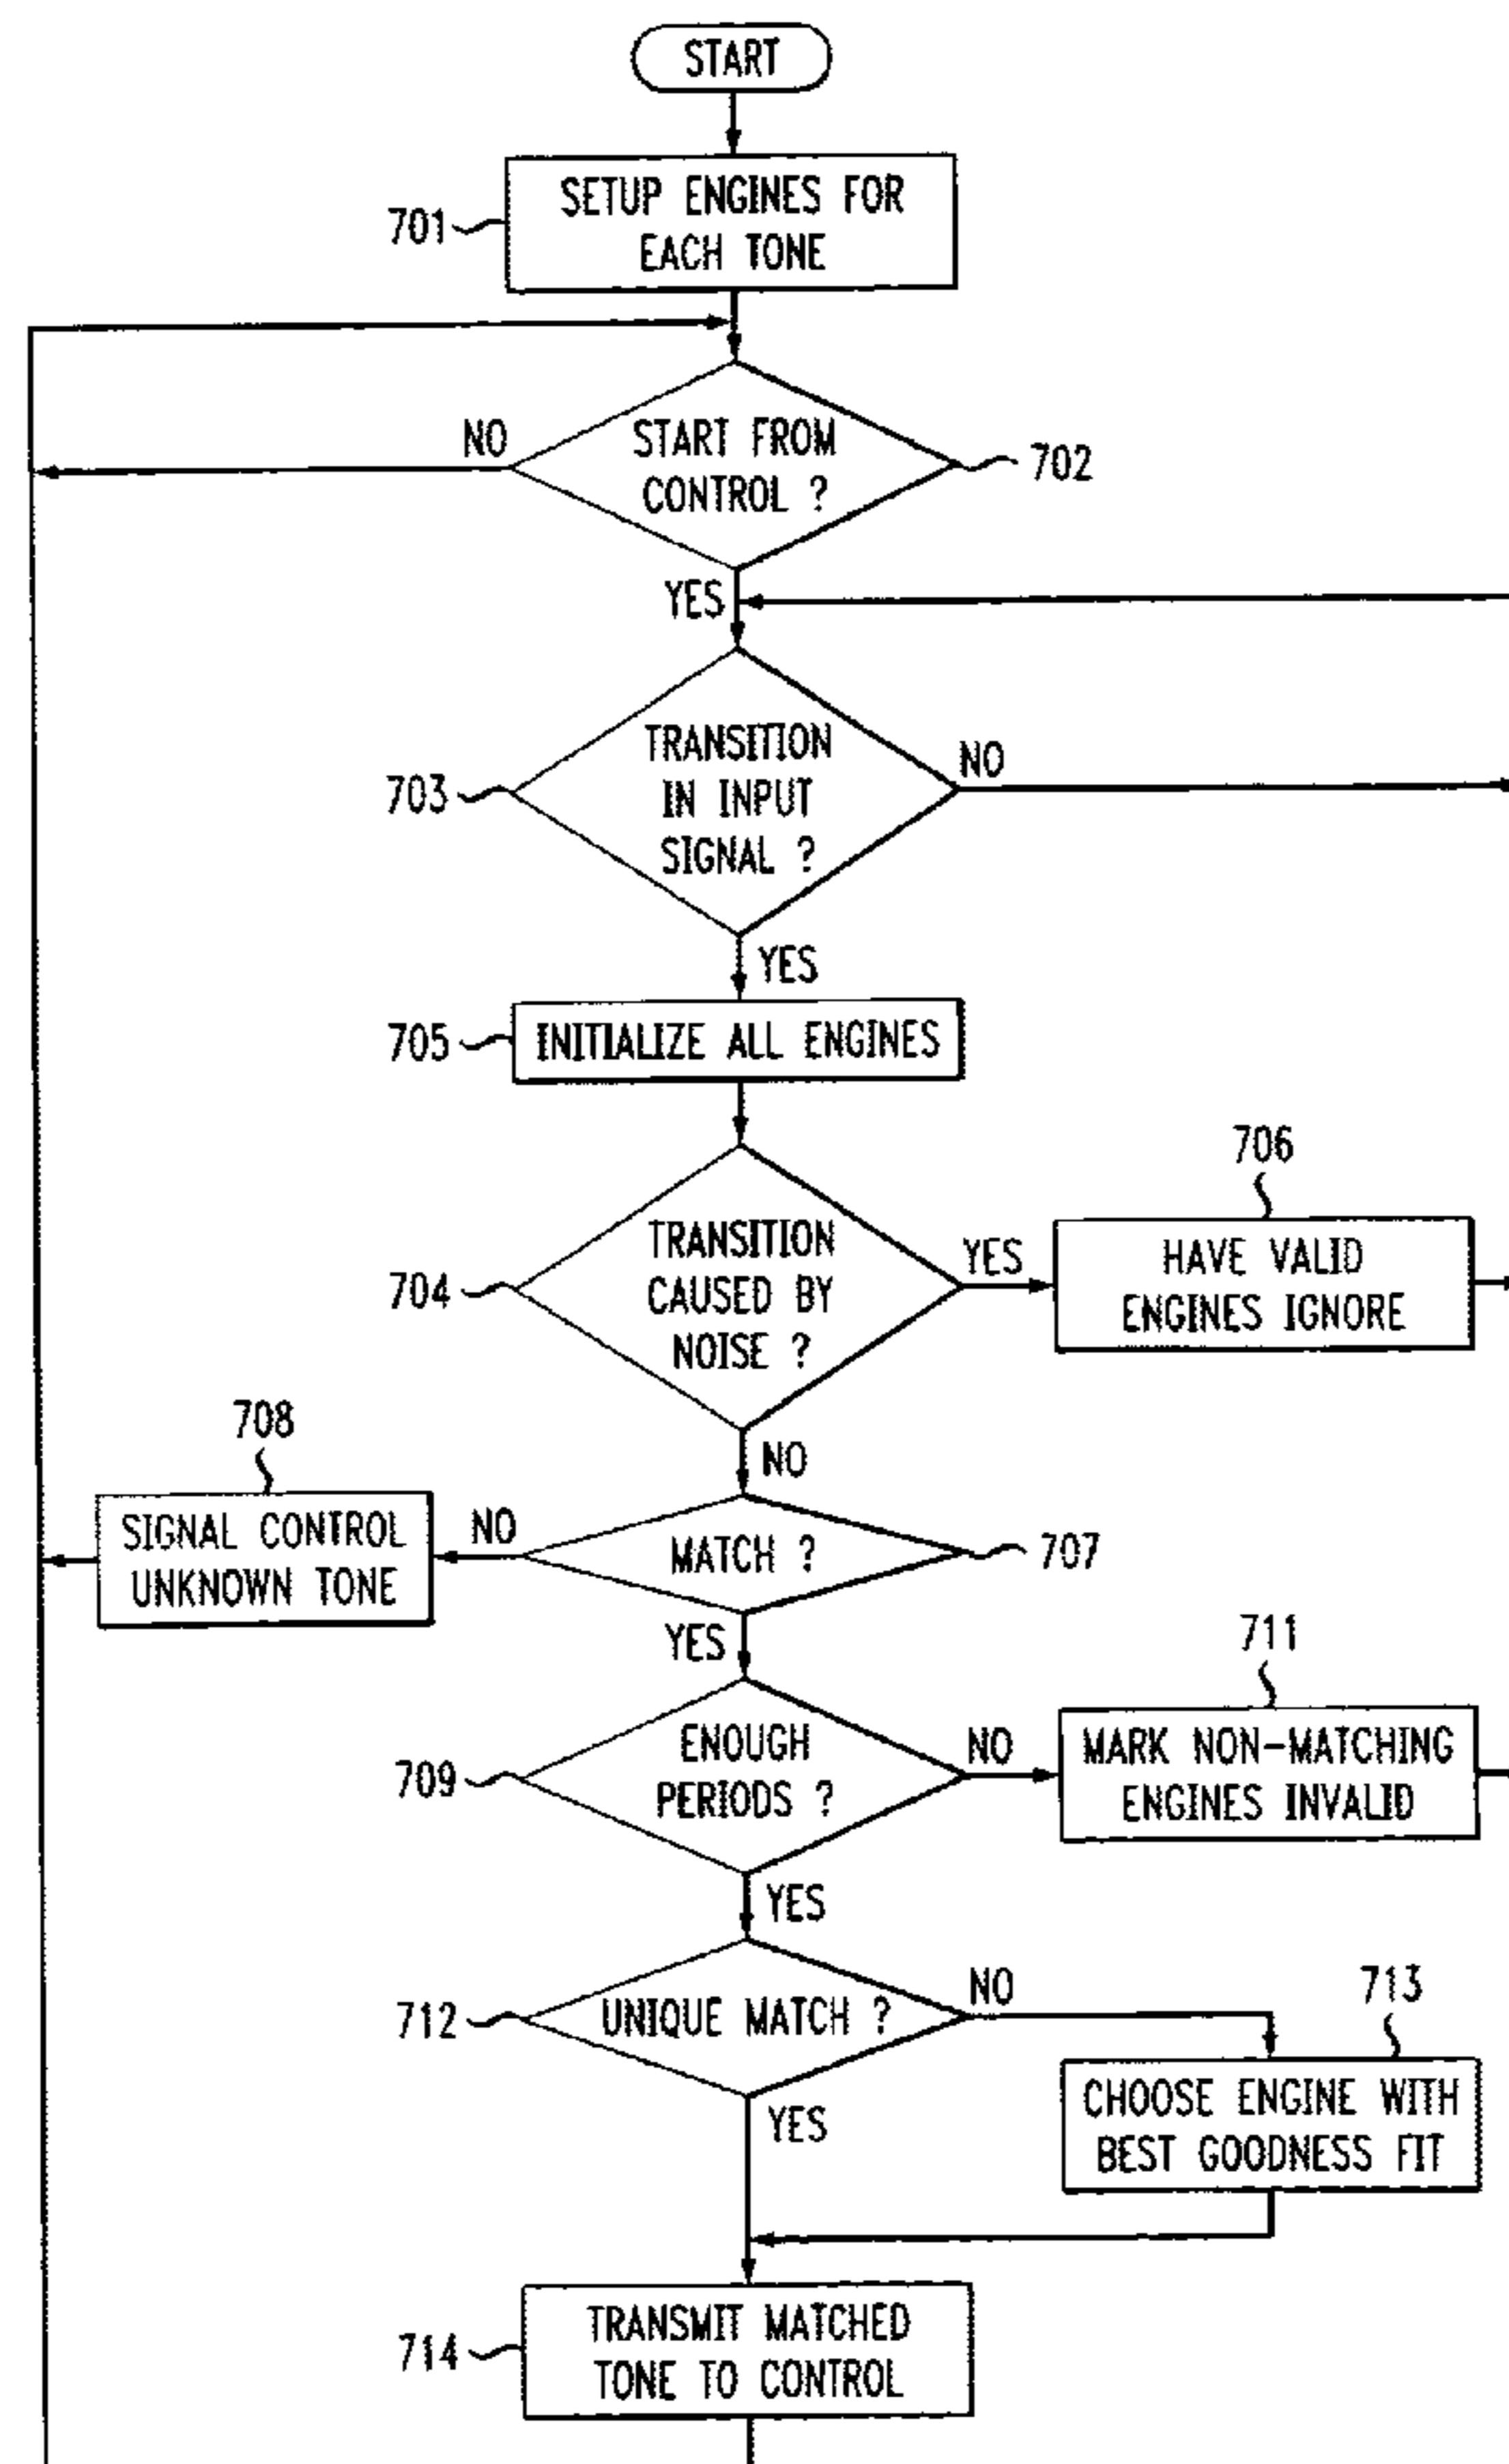 START
SETUP ENGINES FOR
EACH TONE
701
NO
START FROM
CONTROL ?
702
YES
TRANSITION
IN INPUT
SIGNAL ?
703
NO
YES
705
INITIALIZE ALL ENGINES
706
704
TRANSITION
CAUSED BY
NOISE ?
YES
HAVE VALID
ENGINES IGNORE
NO
708
SIGNAL CONTROL
UNKNOWN TONE
NO
MATCH ?
707
YES
711
709
ENOUGH
PERIODS ?
NO
MARK NON-MATCHING
ENGINES INVALID
YES
712
UNIQUE MATCH ?
NO
713
CHOOSE ENGINE WITH
BEST GOODNESS FIT
YES
714
TRANSMIT MATCHED
TONE TO CONTROL